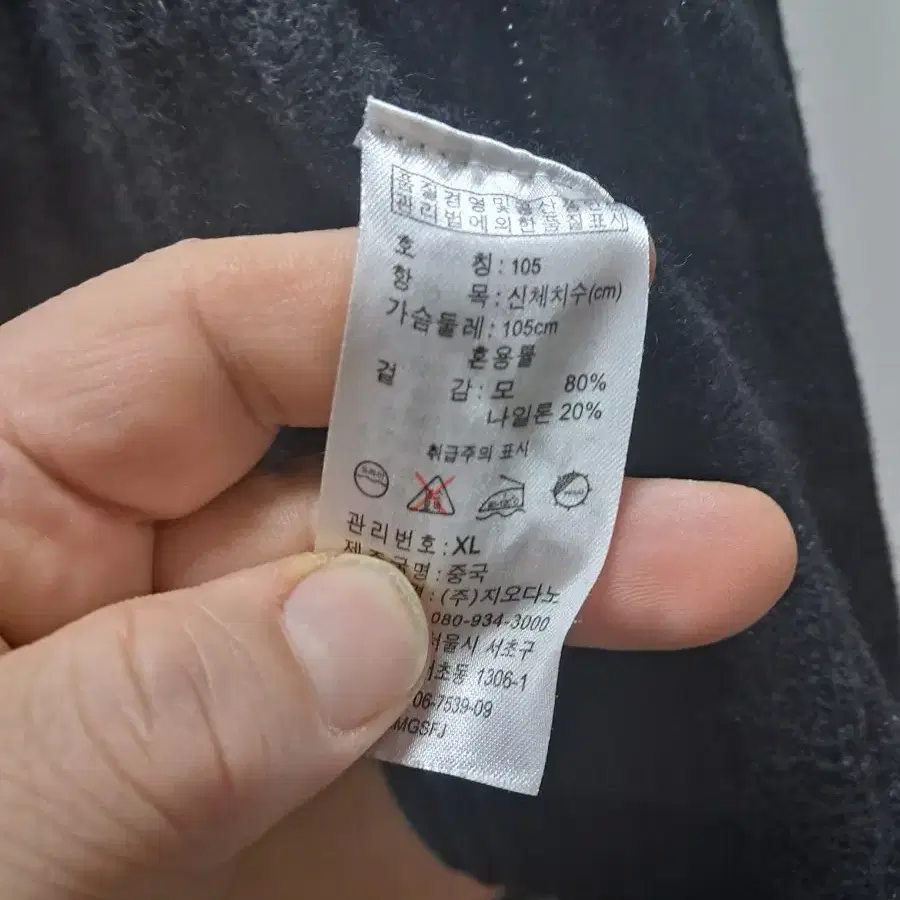 품질경영및공산품안전
관리법에의한품질표시
호 칭 : 105
항 목 : 신체치수(cm)
가슴둘레 : 105cm
혼용률
겉 감 : 모 80%
나일론 20%
취급주의 표시
관리번호 : XL
제조국명 : 중국
: (주)지오다노
080-934-3000
서울시 서초구
서초동 1306-1
06-7539-09
MGSFJ